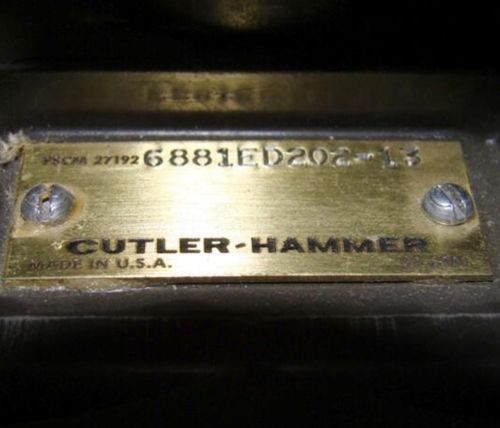 FSCM 27192 6881ED202-13
CUTLER-HAMMER
MADE IN U.S.A.